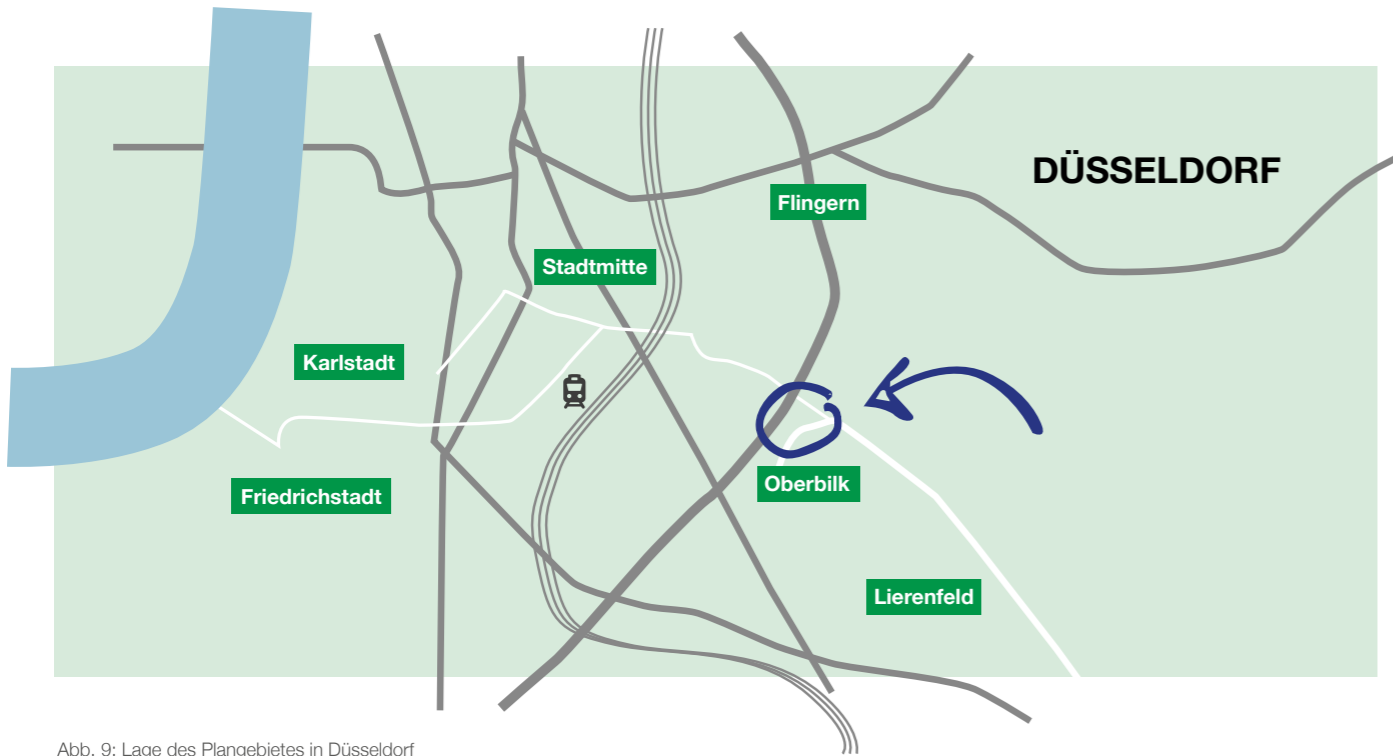 DÜSSELDORF
Flingern
Stadtmitte
Karlstadt
Oberbilk
Friedrichstadt
Lierenfeld
Abb. 9: Lage des Plangebietes in Düsseldorf